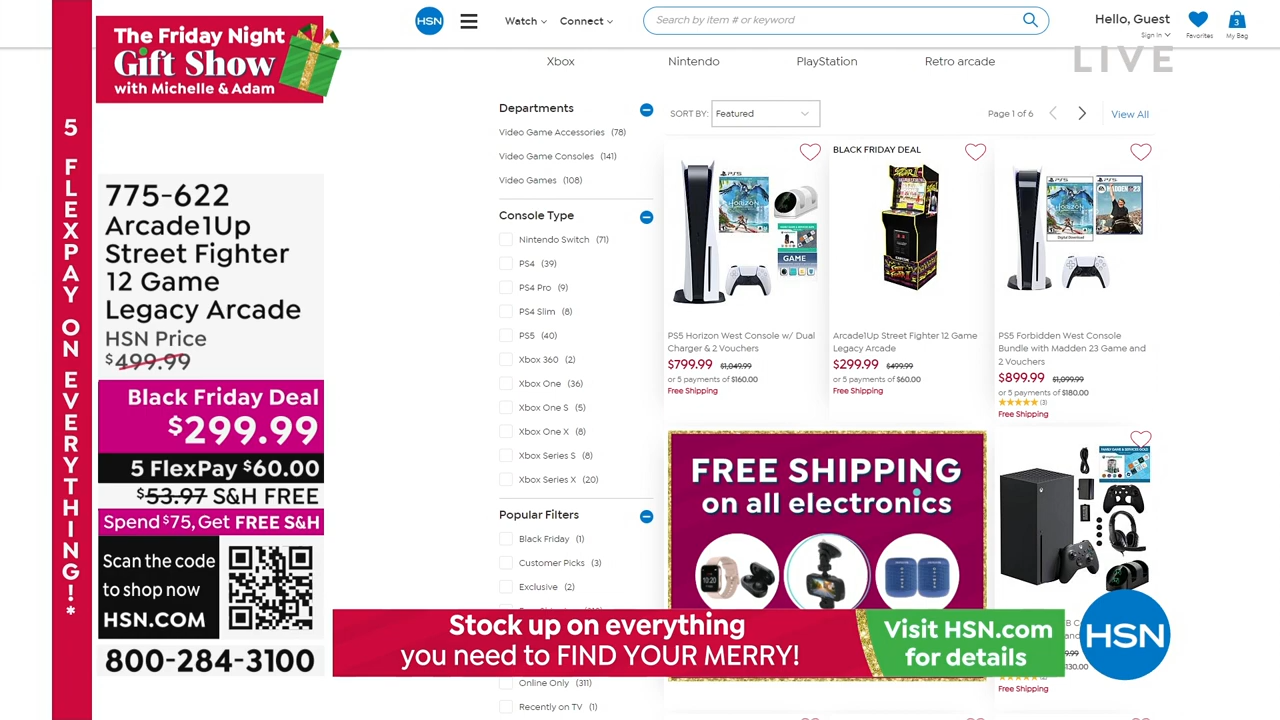 5 FLEXPAY ON EVERYTHING!*
The Friday Night
Gift Show
with Michelle & Adam
775-622
Arcade1Up
Street Fighter
12 Game
Legacy Arcade
HSN Price
$499.99
Black Friday Deal
$299.99
5 FlexPay $60.00
$53.97 S&H FREE
Spend $75, Get FREE S&H
Scan the code
to shop now
HSN.COM
800-284-3100
HSN
Watch
Connect
Search by item # or keyword
Hello, Guest
Sign in
Favorites
3
My Bag
LIVE
Xbox
Nintendo
PlayStation
Retro arcade
Departments
Video Game Accessories (78)
Video Game Consoles (141)
Video Games (108)
Console Type
Nintendo Switch (71)
PS4 (39)
PS4 Pro (9)
PS4 Slim (8)
PS5 (40)
Xbox 360 (2)
Xbox One (36)
Xbox One S (5)
Xbox One X (8)
Xbox Series S (8)
Xbox Series X (20)
Popular Filters
Black Friday (1)
Customer Picks (3)
Exclusive (2)
Online Only (311)
Recently on TV (1)
SORT BY: Featured
Page 1 of 6
View All
PS5 Horizon West Console w/ Dual
Charger & 2 Vouchers
$799.99 $1,049.99
or 5 payments of $160.00
Free Shipping
BLACK FRIDAY DEAL
Arcade1Up Street Fighter 12 Game
Legacy Arcade
$299.99 $499.99
or 5 payments of $60.00
Free Shipping
PS5 Forbidden West Console
Bundle with Madden 23 Game and
2 Vouchers
$899.99 $1,099.99
or 5 payments of $180.00
(3)
Free Shipping
FREE SHIPPING
on all electronics
Free Shipping
Stock up on everything
you need to FIND YOUR MERRY!
Visit HSN.com
for details
HSN